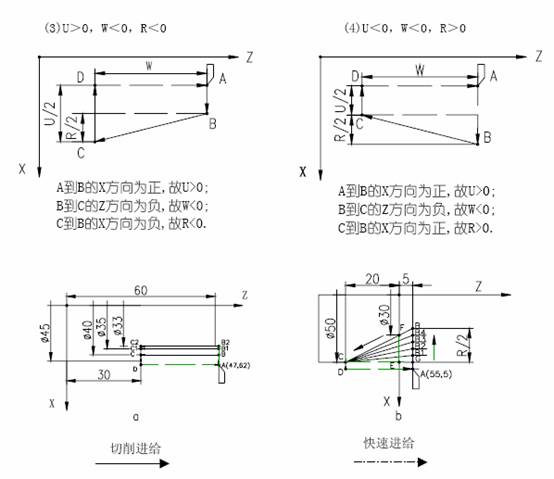 (3)U>0, W<0, R<0
(4)U<0, W<0, R>0
Z
W
D
A
U/2
R/2
B
C
X
Z
W
D
A
U/2
C
R/2
B
X
A到B的X方向为正,故U>0;
B到C的Z方向为负,故W<0;
C到B的X方向为负,故R<0.
A到B的X方向为正,故U>0;
B到C的Z方向为负,故W<0;
C到B的X方向为正,故R>0.
60
Z
ø45
ø40
ø35
ø33
C2
B2
C1
B1
C
B
D
A(47,62)
30
X
a
20
5
Z
ø50
ø30
F
R/2
C
D
E
A(55,5)
X
b
切削进给
快速进给